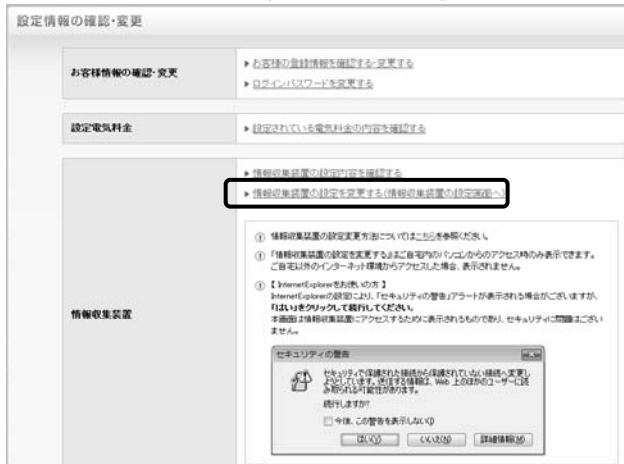 設定情報の確認・変更
お客様情報の確認・変更
お客様の登録情報を確認する・変更する
ログインパスワードを変更する
設定電気料金
設定されている電気料金の内容を確認する
情報収集装置
情報収集装置の設定内容を確認する
情報収集装置の設定を変更する(情報収集装置の設定画面へ)
情報収集装置の設定変更方法についてはこちらを参照ください。
「情報収集装置の設定を変更する」はご自宅内のパソコンからのアクセス時のみ表示できます。
ご自宅以外のインターネット環境からアクセスした場合、表示されません。
【InternetExplorerをお使いの方】
InternetExplorerの設定により、「セキュリティの警告」アラートが表示される場合がございますが、
「はい」をクリックして続行してください。
本画面は情報収集装置にアクセスするために表示されるものであり、セキュリティに問題はござい
ません。
セキュリティの警告
セキュリティで保護された接続から保護されていない接続へ変更し
ようとしています。送信する情報は、Web 上のほかのユーザーに読
み取られる可能性があります。
続行しますか?
今後、この警告を表示しない(I)
はい(Y) いいえ(N) 詳細情報(M)